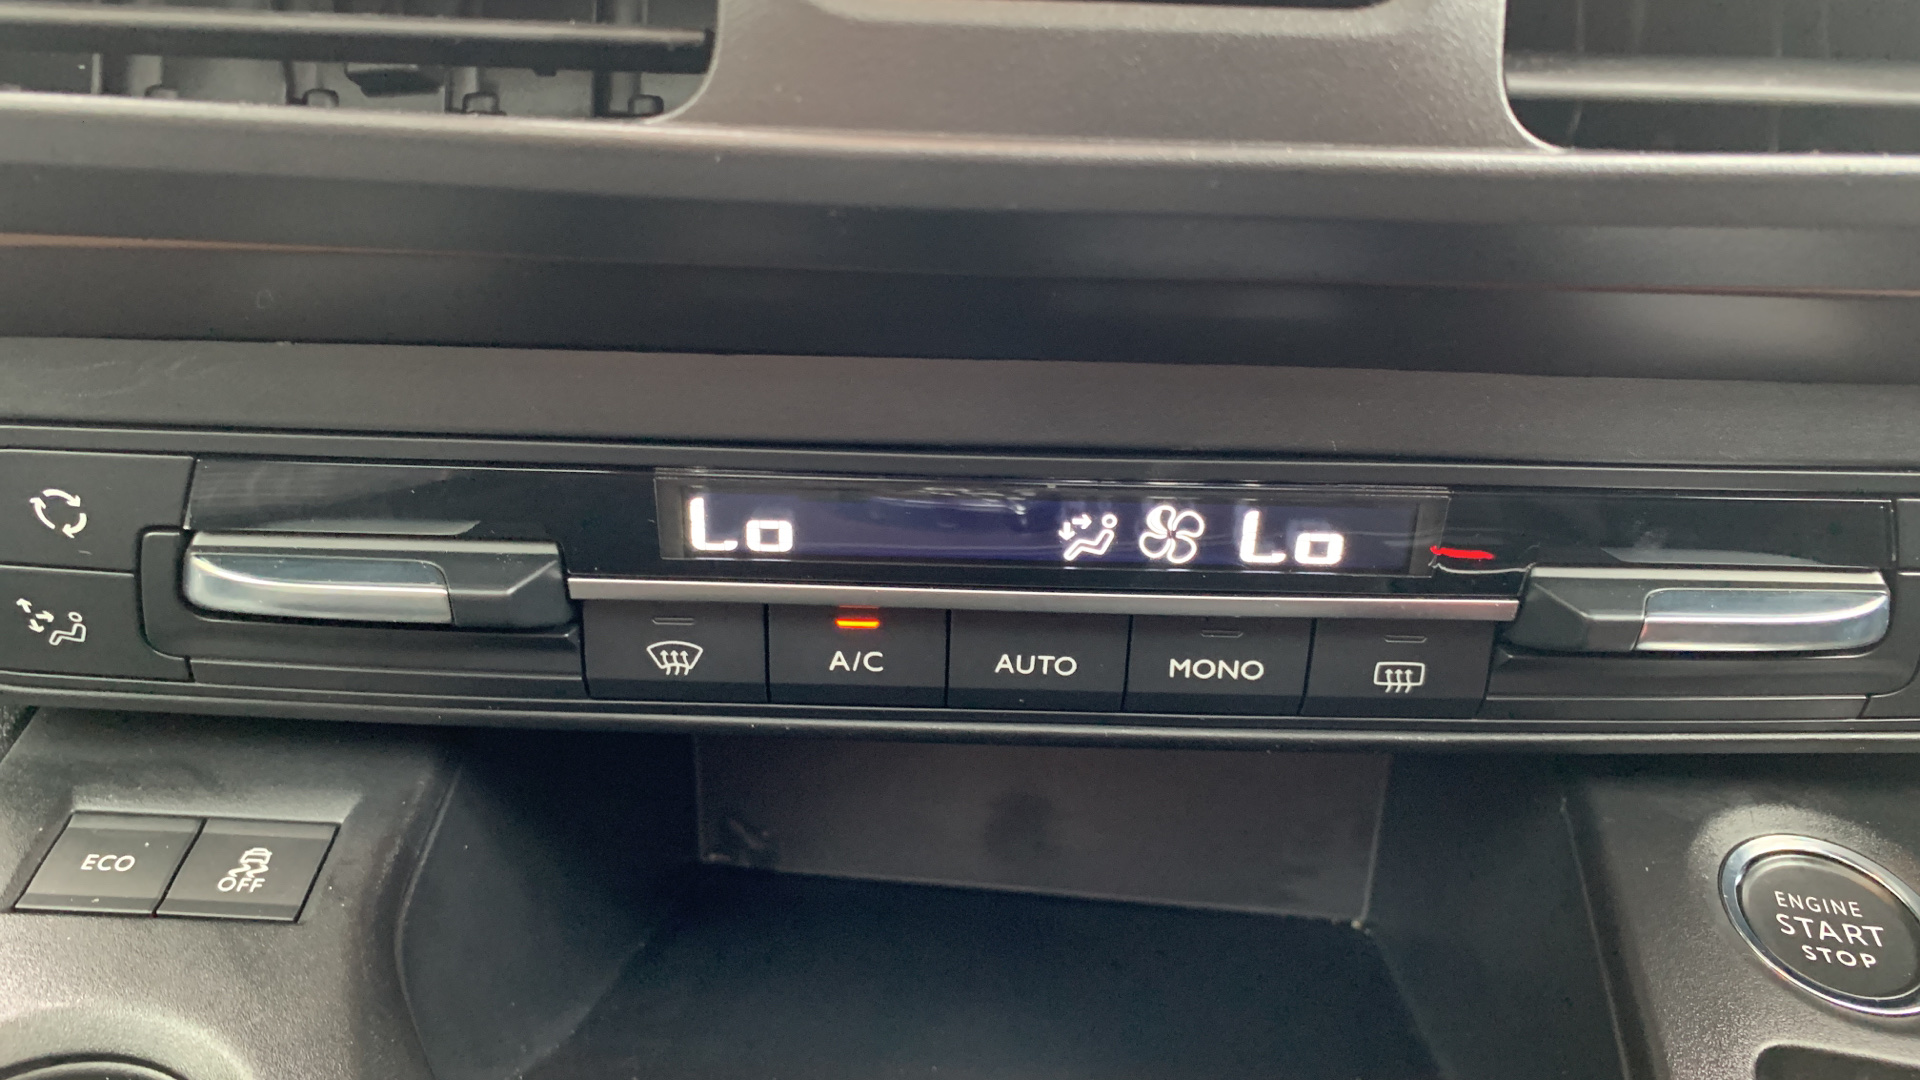 Lo Lo
A/C AUTO MONO
ECO OFF
ENGINE
START
STOP